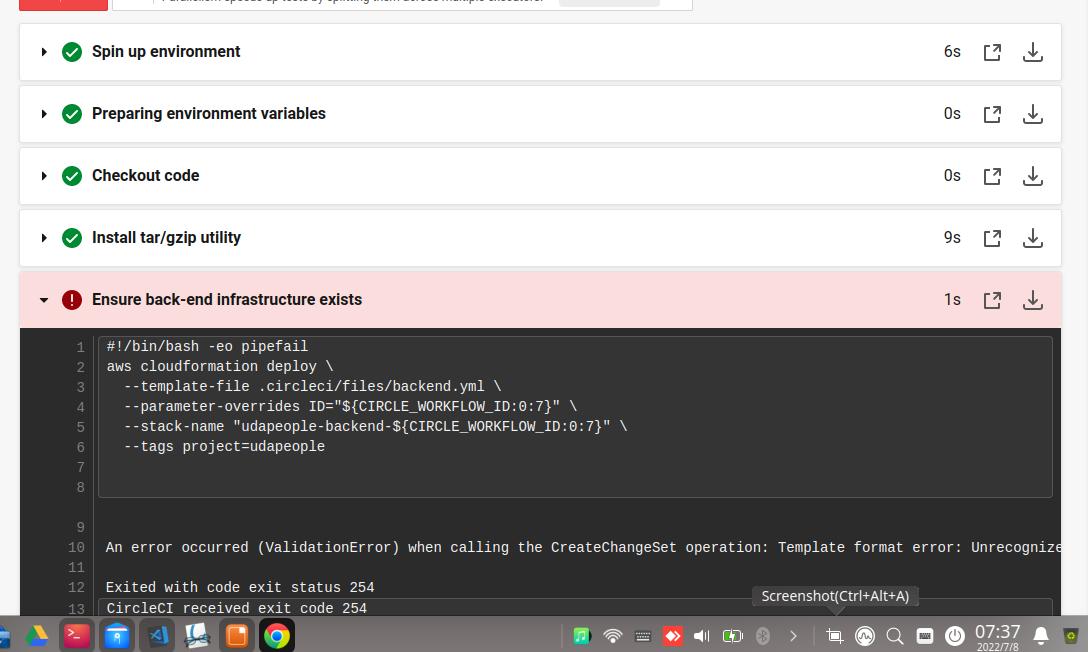 Parallelism speeds up tests by splitting them across multiple executors.
Spin up environment 6s
Preparing environment variables 0s
Checkout code 0s
Install tar/gzip utility 9s
Ensure back-end infrastructure exists 1s
1 #!/bin/bash -eo pipefail
2 aws cloudformation deploy \
3 --template-file .circleci/files/backend.yml \
4 --parameter-overrides ID="${CIRCLE_WORKFLOW_ID:0:7}" \
5 --stack-name "udapeople-backend-${CIRCLE_WORKFLOW_ID:0:7}" \
6 --tags project=udapeople
7
8
9
10 An error occurred (ValidationError) when calling the CreateChangeSet operation: Template format error: Unrecognize
11
12 Exited with code exit status 254
13 CircleCI received exit code 254
Screenshot(Ctrl+Alt+A)
07:37
2022/7/8